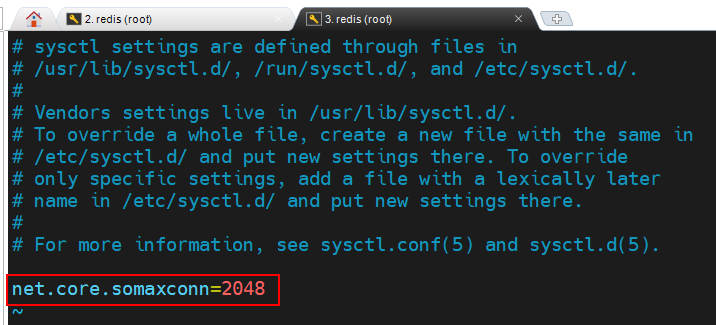 2. redis (root)
3. redis (root)
# sysctl settings are defined through files in
# /usr/lib/sysctl.d/, /run/sysctl.d/, and /etc/sysctl.d/.
#
# Vendors settings live in /usr/lib/sysctl.d/.
# To override a whole file, create a new file with the same in
# /etc/sysctl.d/ and put new settings there. To override
# only specific settings, add a file with a lexically later
# name in /etc/sysctl.d/ and put new settings there.
#
# For more information, see sysctl.conf(5) and sysctl.d(5).
net.core.somaxconn=2048
~